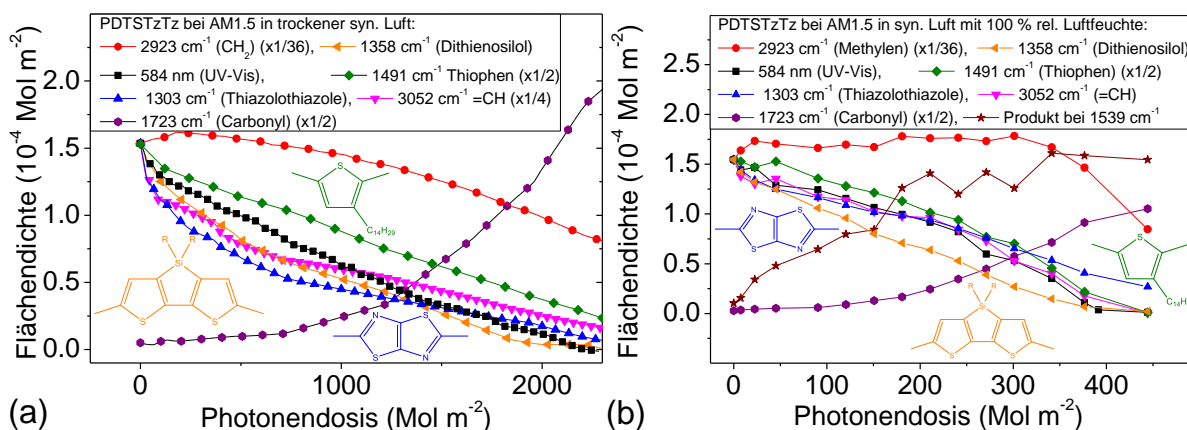 PDTSTzTz bei AM1.5 in trockener syn. Luft:
2923 cm⁻¹ (CH₂) (x1/36), 1358 cm⁻¹ (Dithienosilol)
584 nm (UV-Vis), 1491 cm⁻¹ Thiophen (x1/2)
1303 cm⁻¹ (Thiazolothiazole), 3052 cm⁻¹ =CH (x1/4)
1723 cm⁻¹ (Carbonyl) (x1/2)
Flächendichte (10⁻⁴ Mol m⁻²)
2.0
1.5
1.0
0.5
0.0
S
C₁₄H₂₉
R R
Si
S S
N S
S N
0 1000 2000
Photonendosis (Mol m⁻²)
(a)
PDTSTzTz bei AM1.5 in syn. Luft mit 100 % rel. Luftfeuchte:
2923 cm⁻¹ (Methylen) (x1/36), 1358 cm⁻¹ (Dithienosilol)
584 nm (UV-Vis), 1491 cm⁻¹ (Thiophen) (x1/2)
1303 cm⁻¹ (Thiazolothiazole), 3052 cm⁻¹ (=CH)
1723 cm⁻¹ (Carbonyl) (x1/2), Produkt bei 1539 cm⁻¹
Flächendichte (10⁻⁴ Mol m⁻²)
2.5
2.0
1.5
1.0
0.5
0.0
N S
S N
S
C₁₄H
R R
Si
S S
0 100 200 300 400 500
Photonendosis (Mol m⁻²)
(b)